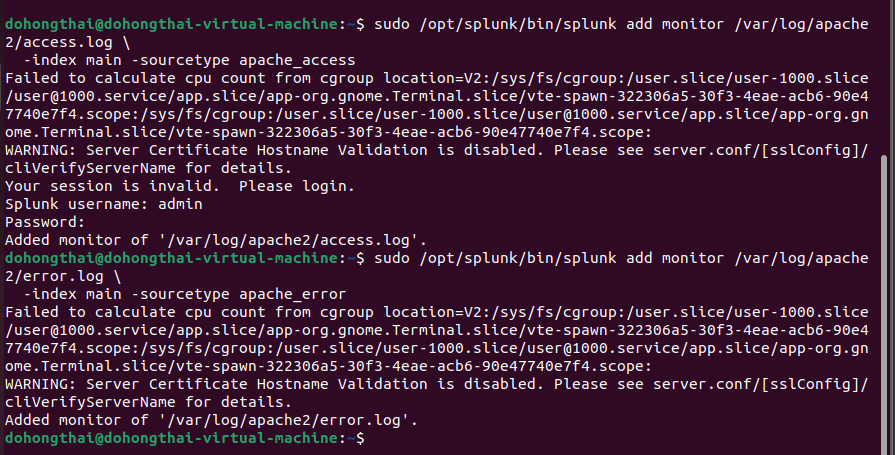 dohongthai@dohongthai-virtual-machine:~$ sudo /opt/splunk/bin/splunk add monitor /var/log/apache
2/access.log \
  -index main -sourcetype apache_access
Failed to calculate cpu count from cgroup location=V2:/sys/fs/cgroup:/user.slice/user-1000.slice
/user@1000.service/app.slice/app-org.gnome.Terminal.slice/vte-spawn-322306a5-30f3-4eae-acb6-90e4
7740e7f4.scope:/sys/fs/cgroup:/user.slice/user-1000.slice/user@1000.service/app.slice/app-org.gn
ome.Terminal.slice/vte-spawn-322306a5-30f3-4eae-acb6-90e47740e7f4.scope:
WARNING: Server Certificate Hostname Validation is disabled. Please see server.conf/[sslConfig]/
cliVerifyServerName for details.
Your session is invalid.  Please login.
Splunk username: admin
Password:
Added monitor of '/var/log/apache2/access.log'.
dohongthai@dohongthai-virtual-machine:~$ sudo /opt/splunk/bin/splunk add monitor /var/log/apache
2/error.log \
  -index main -sourcetype apache_error
Failed to calculate cpu count from cgroup location=V2:/sys/fs/cgroup:/user.slice/user-1000.slice
/user@1000.service/app.slice/app-org.gnome.Terminal.slice/vte-spawn-322306a5-30f3-4eae-acb6-90e4
7740e7f4.scope:/sys/fs/cgroup:/user.slice/user-1000.slice/user@1000.service/app.slice/app-org.gn
ome.Terminal.slice/vte-spawn-322306a5-30f3-4eae-acb6-90e47740e7f4.scope:
WARNING: Server Certificate Hostname Validation is disabled. Please see server.conf/[sslConfig]/
cliVerifyServerName for details.
Added monitor of '/var/log/apache2/error.log'.
dohongthai@dohongthai-virtual-machine:~$